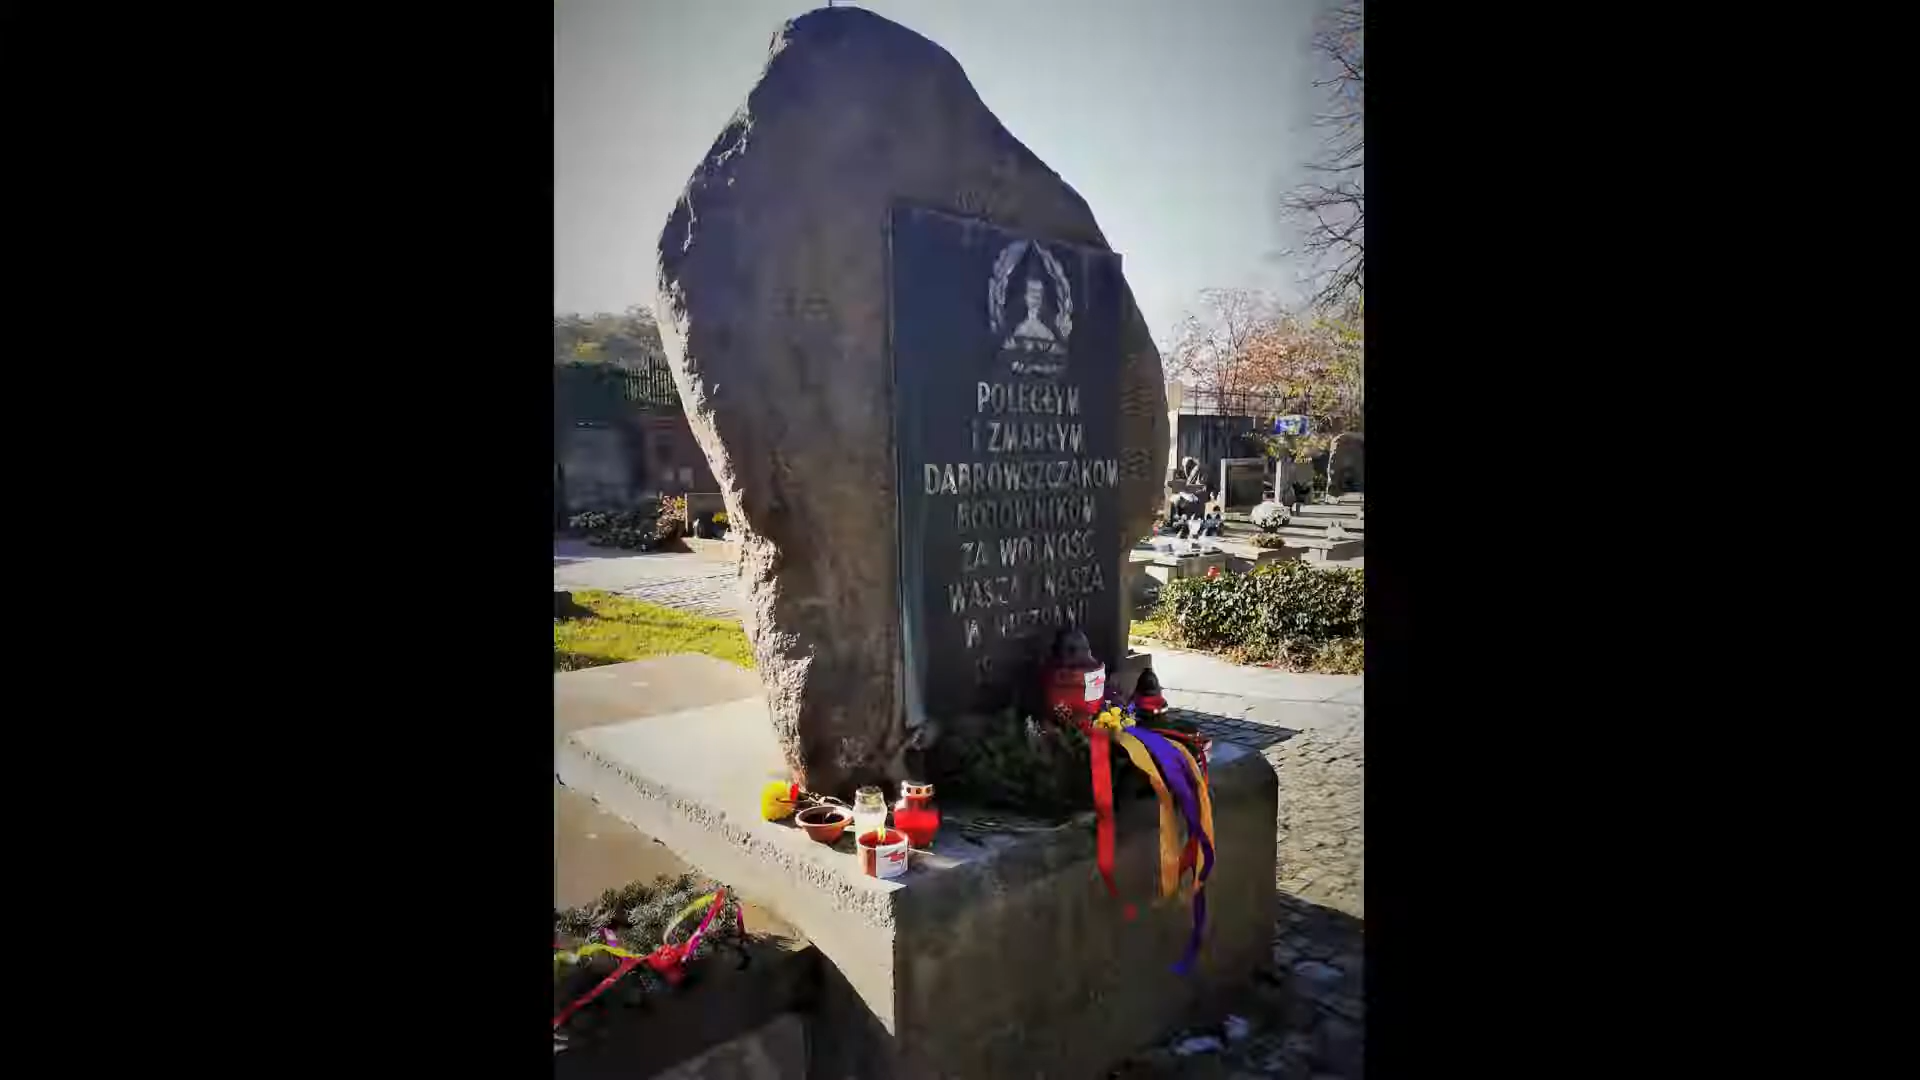 POLEGŁYM
I ZMARŁYM
DĄBROWSZCZAKOM
BOJOWNIKOM
ZA WOLNOŚĆ
WASZĄ I NASZĄ
W HISZPANII